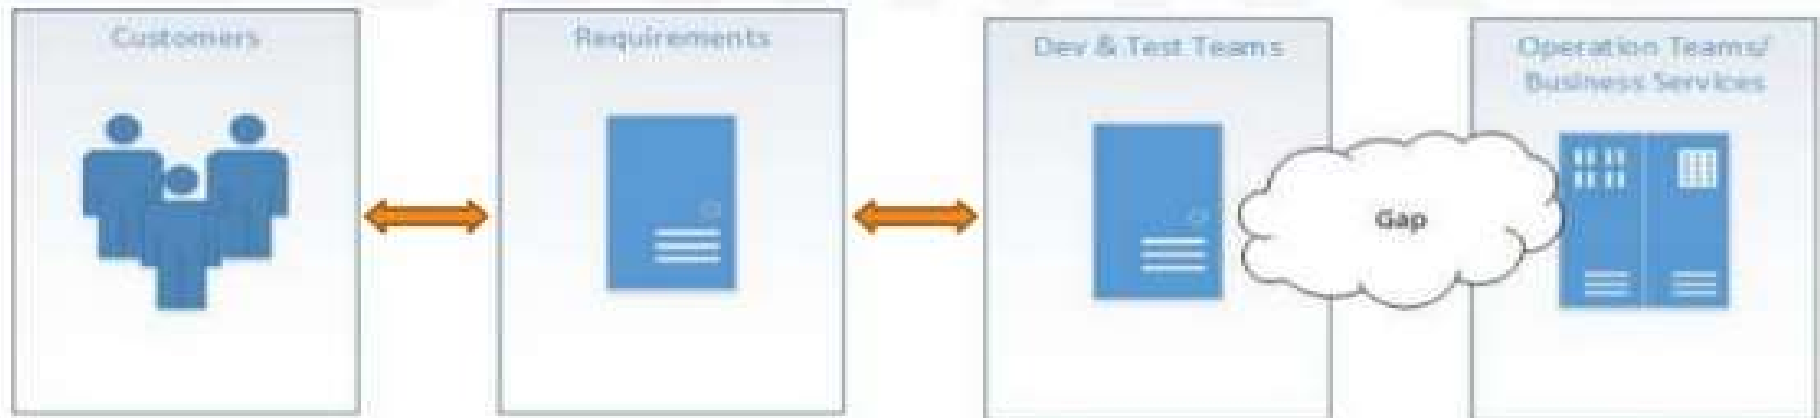 Customers
Requirements
Dev & Test Teams
Operation Teams/
Business Services
Gap